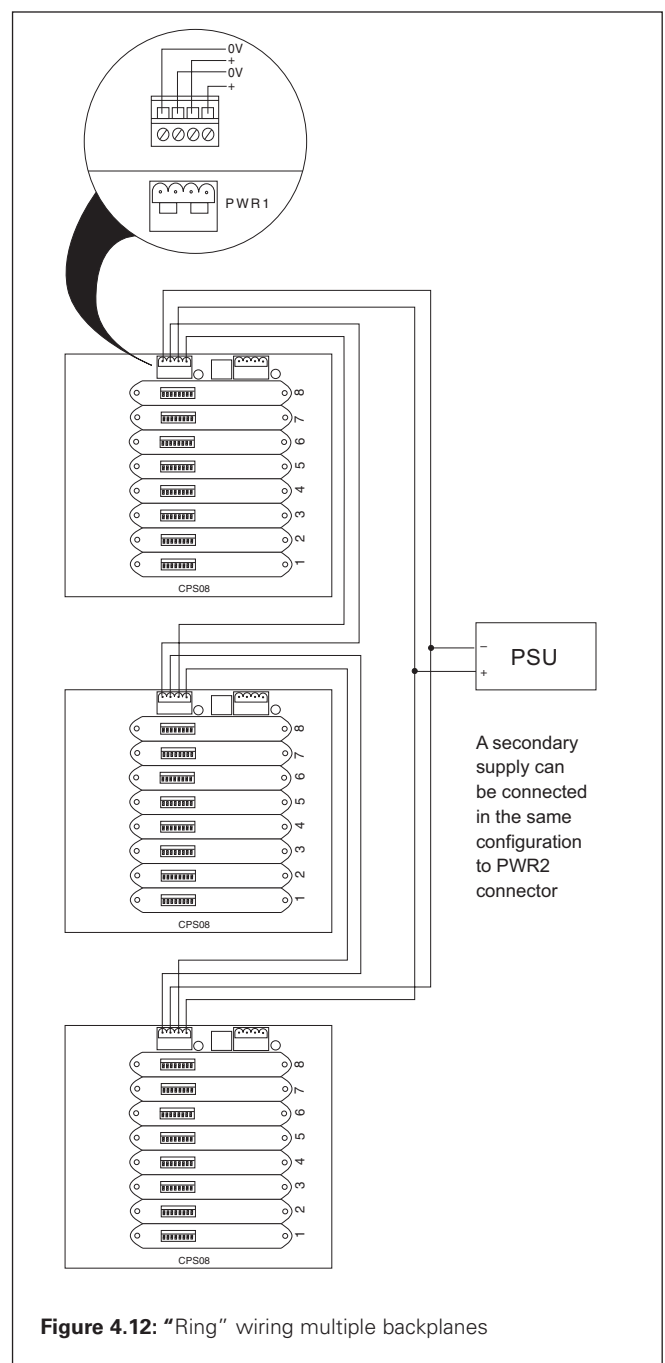 0V
+
0V
+
PWR1
8
7
6
5
4
3
2
1
CPS08
8
7
6
5
4
3
2
1
CPS08
8
7
6
5
4
3
2
1
CPS08
–
PSU
+
A secondary
supply can
be connected
in the same
configuration
to PWR2
connector
Figure 4.12: "Ring" wiring multiple backplanes